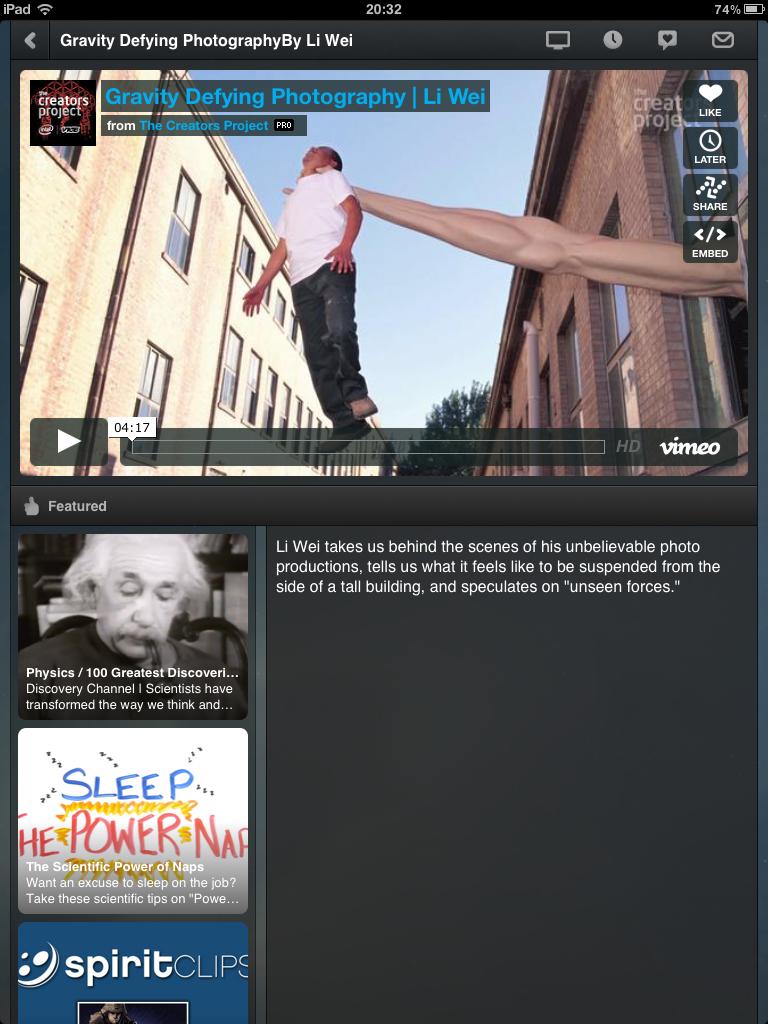 iPad
20:32
74%
Gravity Defying PhotographyBy Li Wei
the
creators
project
intel
VICE
Gravity Defying Photography | Li Wei
from The Creators Project PRO
creat
proje
LIKE
LATER
SHARE
EMBED
04:17
HD
vimeo
Featured
Physics / 100 Greatest Discoveri...
Discovery Channel | Scientists have
transformed the way we think and...
Li Wei takes us behind the scenes of his unbelievable photo
productions, tells us what it feels like to be suspended from the
side of a tall building, and speculates on "unseen forces."
SLEEP
HE POWER NAP
The Scientific Power of Naps
Want an excuse to sleep on the job?
Take these scientific tips on "Powe...
spiritCLIPS